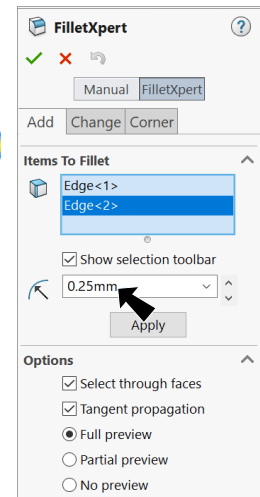 FilletXpert
?
Manual FilletXpert
Add Change Corner
Items To Fillet
Edge<1>
Edge<2>
Show selection toolbar
0.25mm
Apply
Options
Select through faces
Tangent propagation
Full preview
Partial preview
No preview